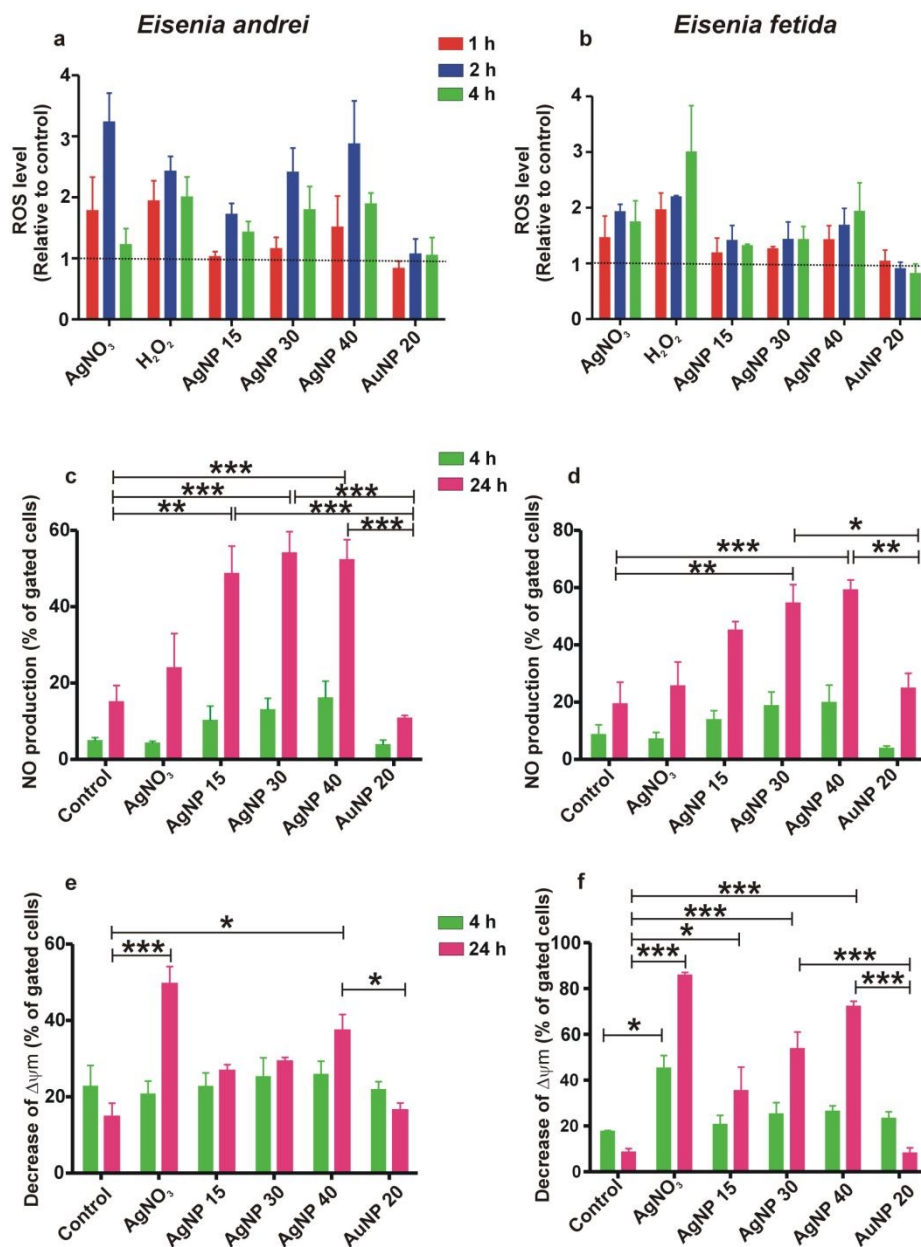 Eisenia andrei
Eisenia fetida
a
1 h
2 h
4 h
b
ROS level
(Relative to control)
4
3
2
1
0
AgNO₃
H₂O₂
AgNP 15
AgNP 30
AgNP 40
AuNP 20
ROS level
(Relative to control)
4
3
2
1
0
AgNO₃
H₂O₂
AgNP 15
AgNP 30
AgNP 40
AuNP 20
c
4 h
24 h
d
***
***
***
**
***
***
NO production (% of gated cells)
60
40
20
0
Control
AgNO₃
AgNP 15
AgNP 30
AgNP 40
AuNP 20
*
***
**
**
NO production (% of gated cells)
80
60
40
20
0
Control
AgNO₃
AgNP 15
AgNP 30
AgNP 40
AuNP 20
e
4 h
24 h
f
*
***
*
Decrease of Δψm (% of gated cells)
60
40
20
0
Control
AgNO₃
AgNP 15
AgNP 30
AgNP 40
AuNP 20
***
***
*
***
***
***
*
Decrease of Δψm (% of gated cells)
100
80
60
40
20
0
Control
AgNO₃
AgNP 15
AgNP 30
AgNP 40
AuNP 20